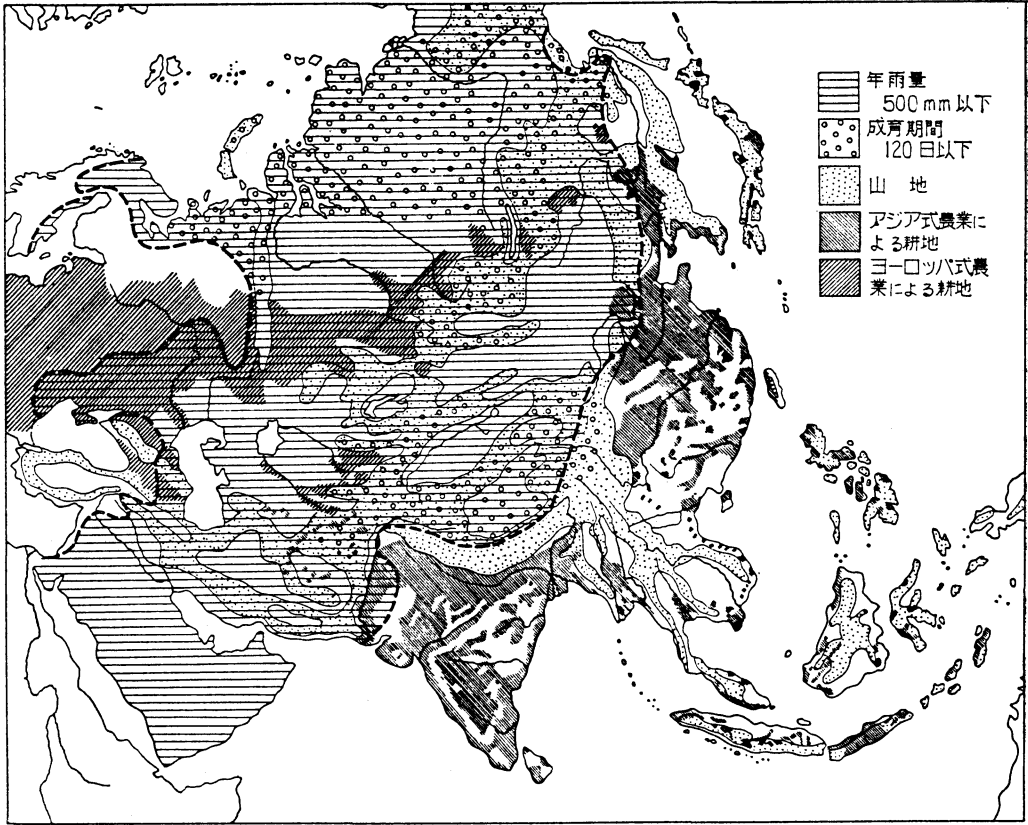 年雨量
500mm以下
成育期間
120日以下
山 地
アジア式農業に
よる耕地
ヨーロッパ式農
業による耕地